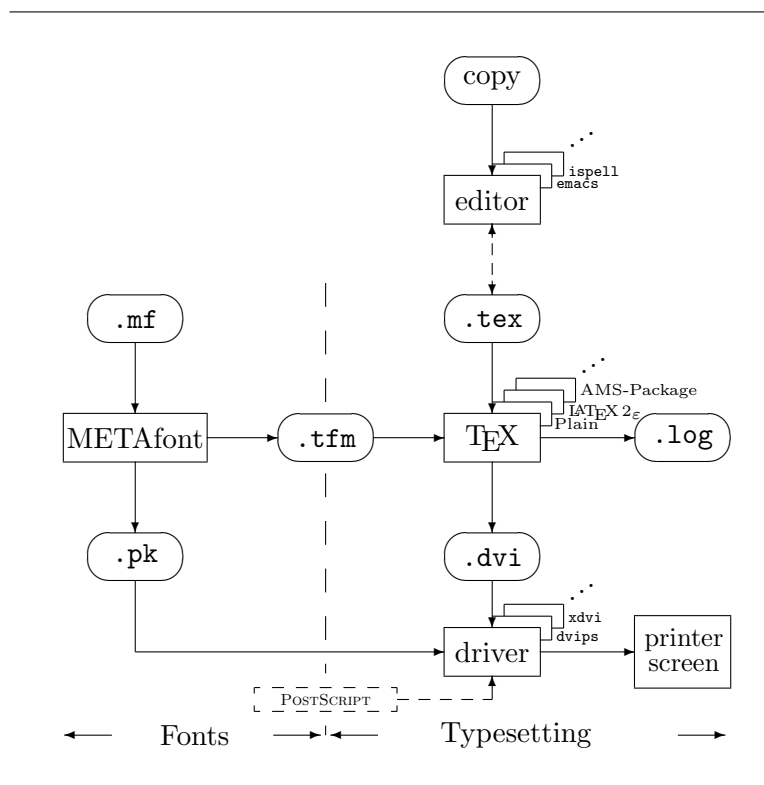 copy
ispell
emacs
editor
.mf
.tex
AMS-Package
LATEX 2ε
Plain
METAfont
.tfm
TEX
.log
.pk
.dvi
xdvi
dvips
driver
printer
screen
POSTSCRIPT
Fonts
Typesetting